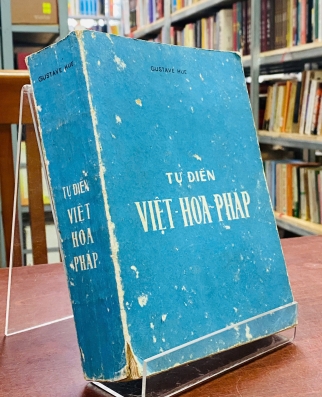 GUSTAVE HUE
TỰ ĐIỂN
VIỆT
HOA
PHÁP
GUSTAVE HUE
TỰ ĐIỂN
VIỆT-HOA-PHÁP